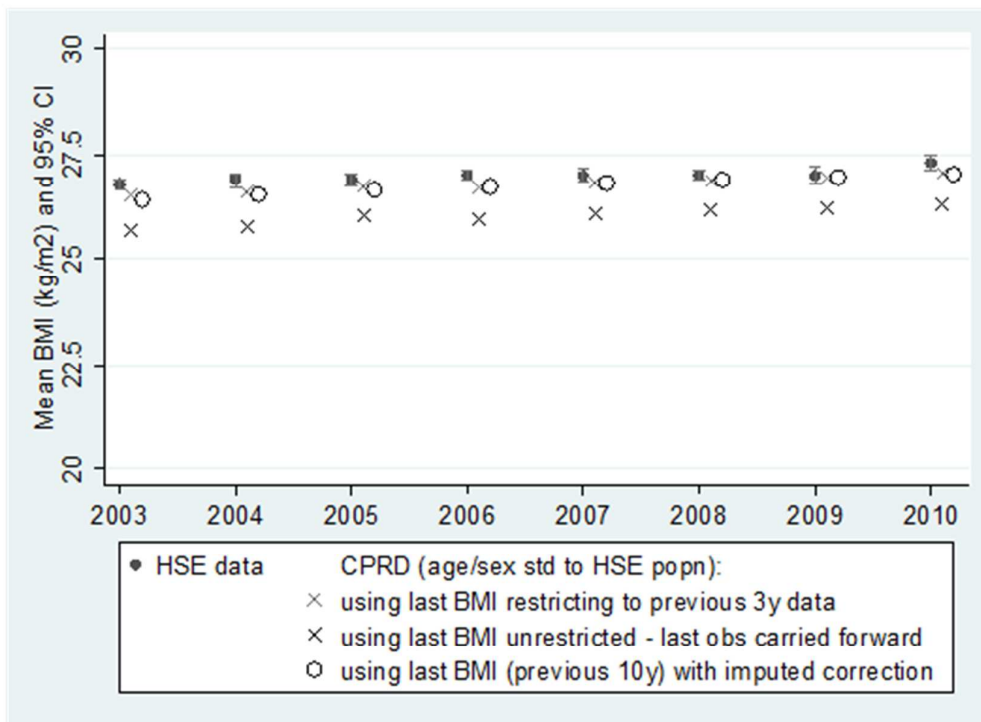 Mean BMI (kg/m2) and 95% CI
30
27.5
25
22.5
20
2003 2004 2005 2006 2007 2008 2009 2010
HSE data CPRD (age/sex std to HSE popn):
using last BMI restricting to previous 3y data
using last BMI unrestricted - last obs carried forward
using last BMI (previous 10y) with imputed correction